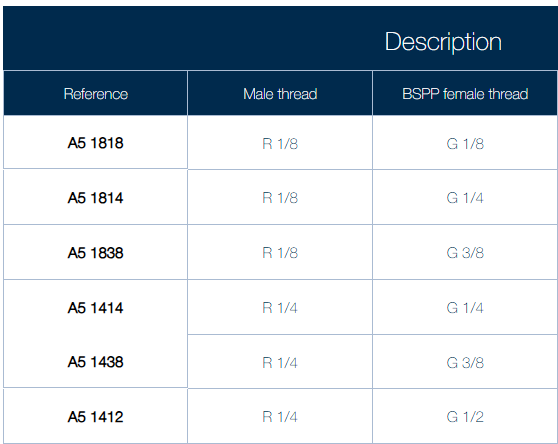 Description
Reference Male thread BSPP female thread
A5 1818 R 1/8 G 1/8
A5 1814 R 1/8 G 1/4
A5 1838 R 1/8 G 3/8
A5 1414 R 1/4 G 1/4
A5 1438 R 1/4 G 3/8
A5 1412 R 1/4 G 1/2